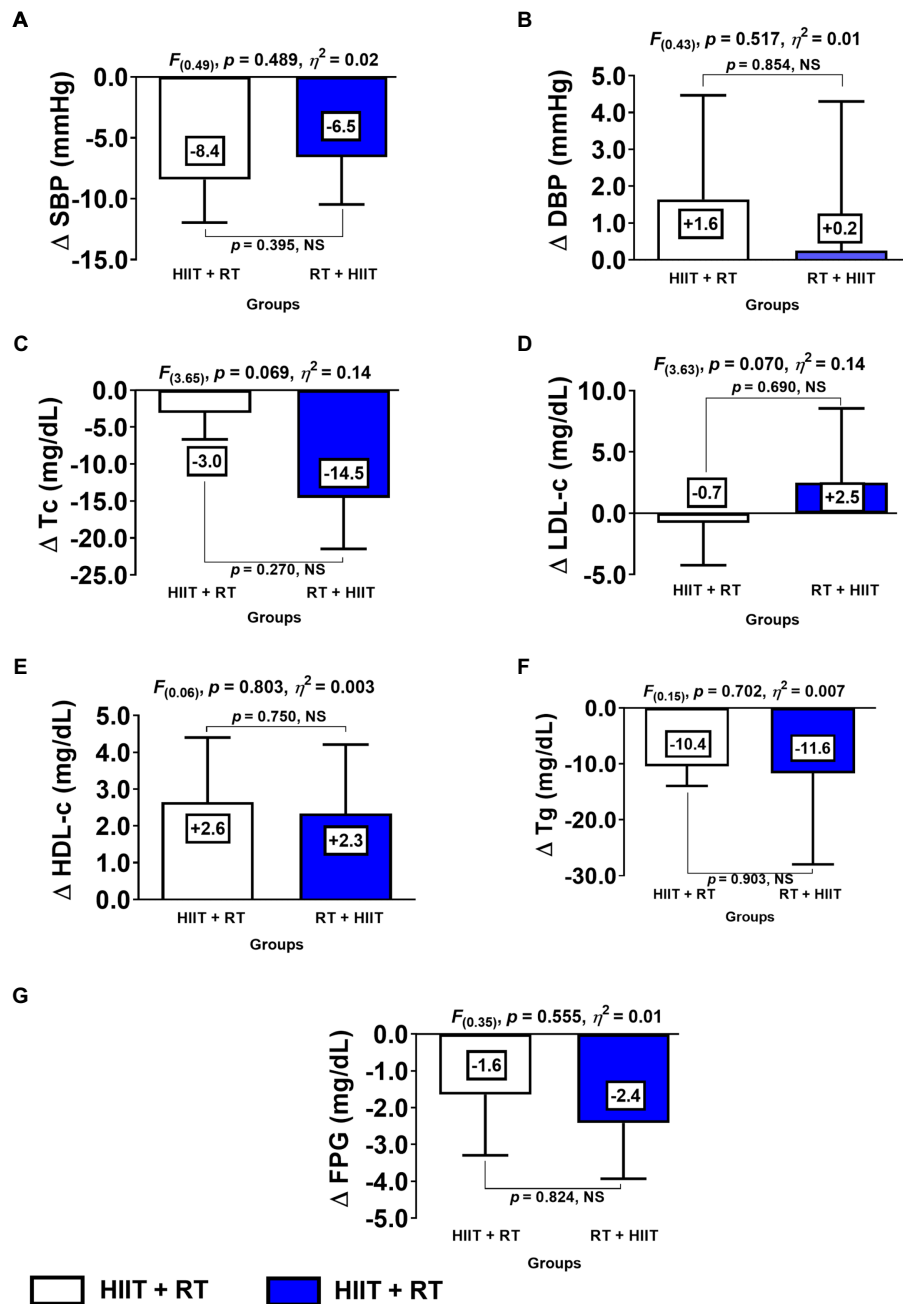 A
F(0.49), p = 0.489, η² = 0.02
Δ SBP (mmHg)
0.0
-5.0
-10.0
-15.0
-8.4
-6.5
p = 0.395, NS
HIIT + RT
RT + HIIT
Groups
B
F(0.43), p = 0.517, η² = 0.01
p = 0.854, NS
Δ DBP (mmHg)
5.0
4.0
3.0
2.0
1.0
0.0
+1.6
+0.2
HIIT + RT
RT + HIIT
Groups
C
F(3.65), p = 0.069, η² = 0.14
Δ Tc (mg/dL)
0.0
-5.0
-10.0
-15.0
-20.0
-25.0
-3.0
-14.5
p = 0.270, NS
HIIT + RT
RT + HIIT
Groups
D
F(3.63), p = 0.070, η² = 0.14
p = 0.690, NS
Δ LDL-c (mg/dL)
10.0
5.0
0.0
-5.0
-0.7
+2.5
HIIT + RT
RT + HIIT
Groups
E
F(0.06), p = 0.803, η² = 0.003
p = 0.750, NS
Δ HDL-c (mg/dL)
5.0
4.0
3.0
2.0
1.0
0.0
+2.6
+2.3
HIIT + RT
RT + HIIT
Groups
F
F(0.15), p = 0.702, η² = 0.007
Δ Tg (mg/dL)
0.0
-10.0
-20.0
-30.0
-10.4
-11.6
p = 0.903, NS
HIIT + RT
RT + HIIT
Groups
G
F(0.35), p = 0.555, η² = 0.01
Δ FPG (mg/dL)
0.0
-1.0
-2.0
-3.0
-4.0
-5.0
-1.6
-2.4
p = 0.824, NS
HIIT + RT
RT + HIIT
Groups
HIIT + RT
HIIT + RT